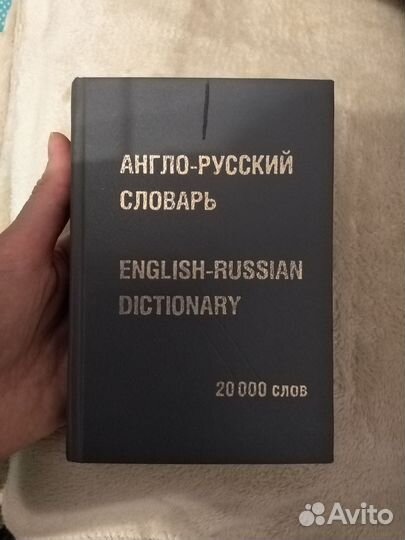 АНГЛО-РУССКИЙ
СЛОВАРЬ
ENGLISH-RUSSIAN
DICTIONARY
20 000 слов
Avito